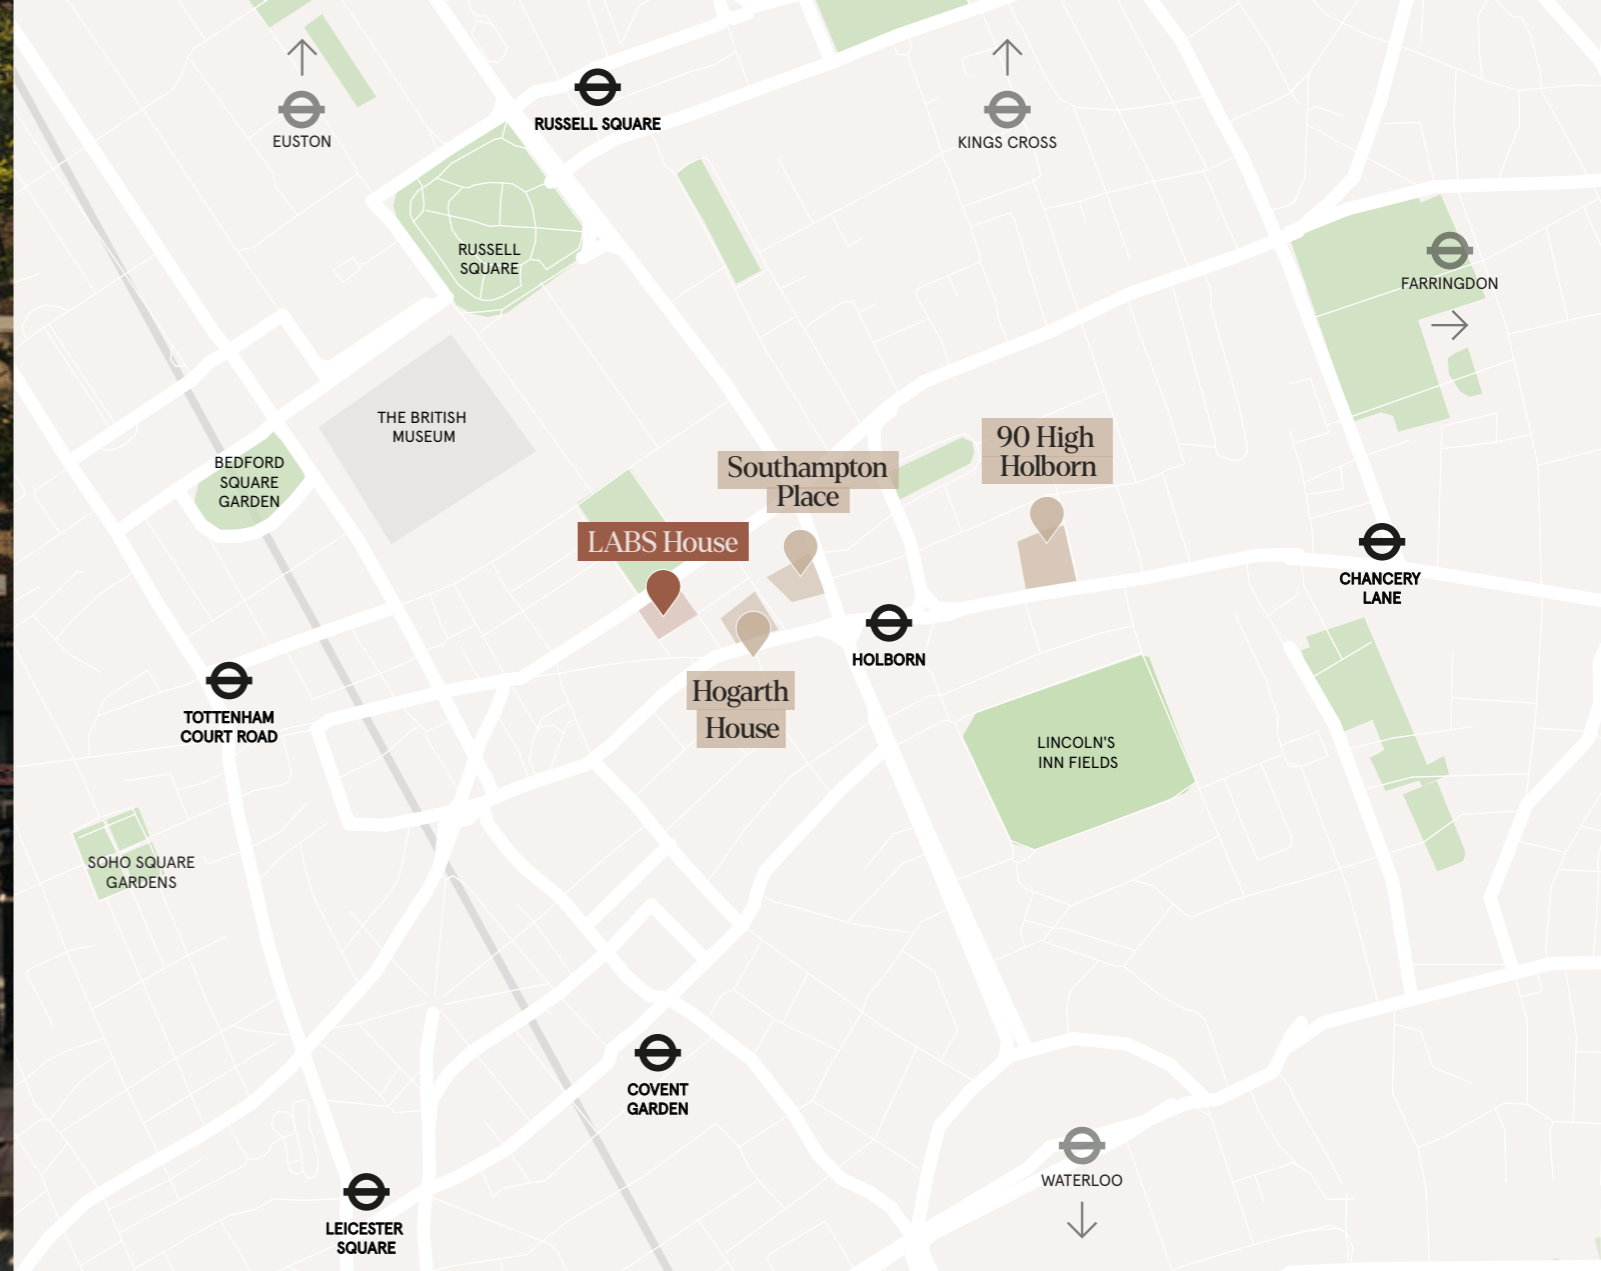 RUSSELL SQUARE
EUSTON
KINGS CROSS
RUSSELL
SQUARE
FARRINGDON
THE BRITISH
MUSEUM
90 High
Holborn
BEDFORD
SQUARE
GARDEN
Southampton
Place
LABS House
CHANCERY
LANE
HOLBORN
Hogarth
House
TOTTENHAM
COURT ROAD
LINCOLN'S
INN FIELDS
SOHO SQUARE
GARDENS
COVENT
GARDEN
WATERLOO
LEICESTER
SQUARE